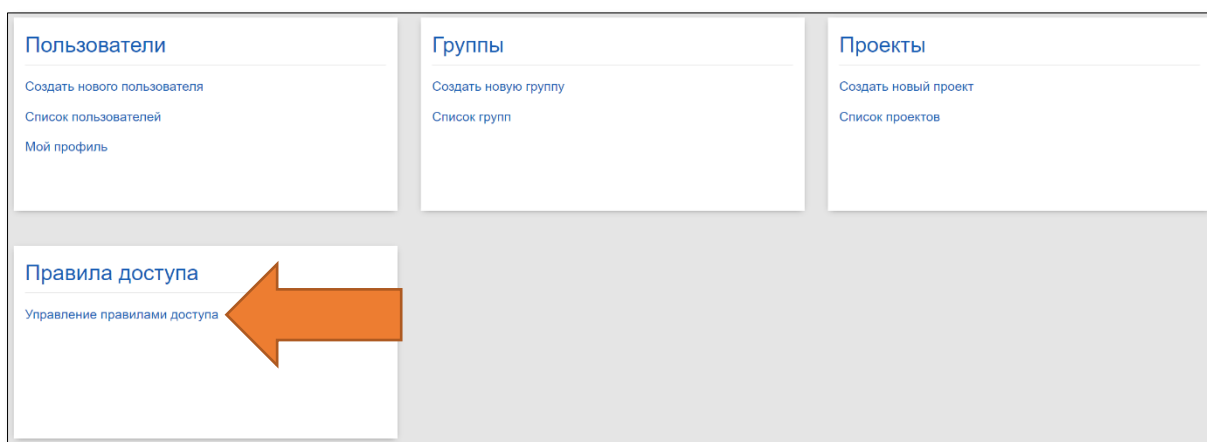 Пользователи
Создать нового пользователя
Список пользователей
Мой профиль
Группы
Создать новую группу
Список групп
Проекты
Создать новый проект
Список проектов
Правила доступа
Управление правилами доступа